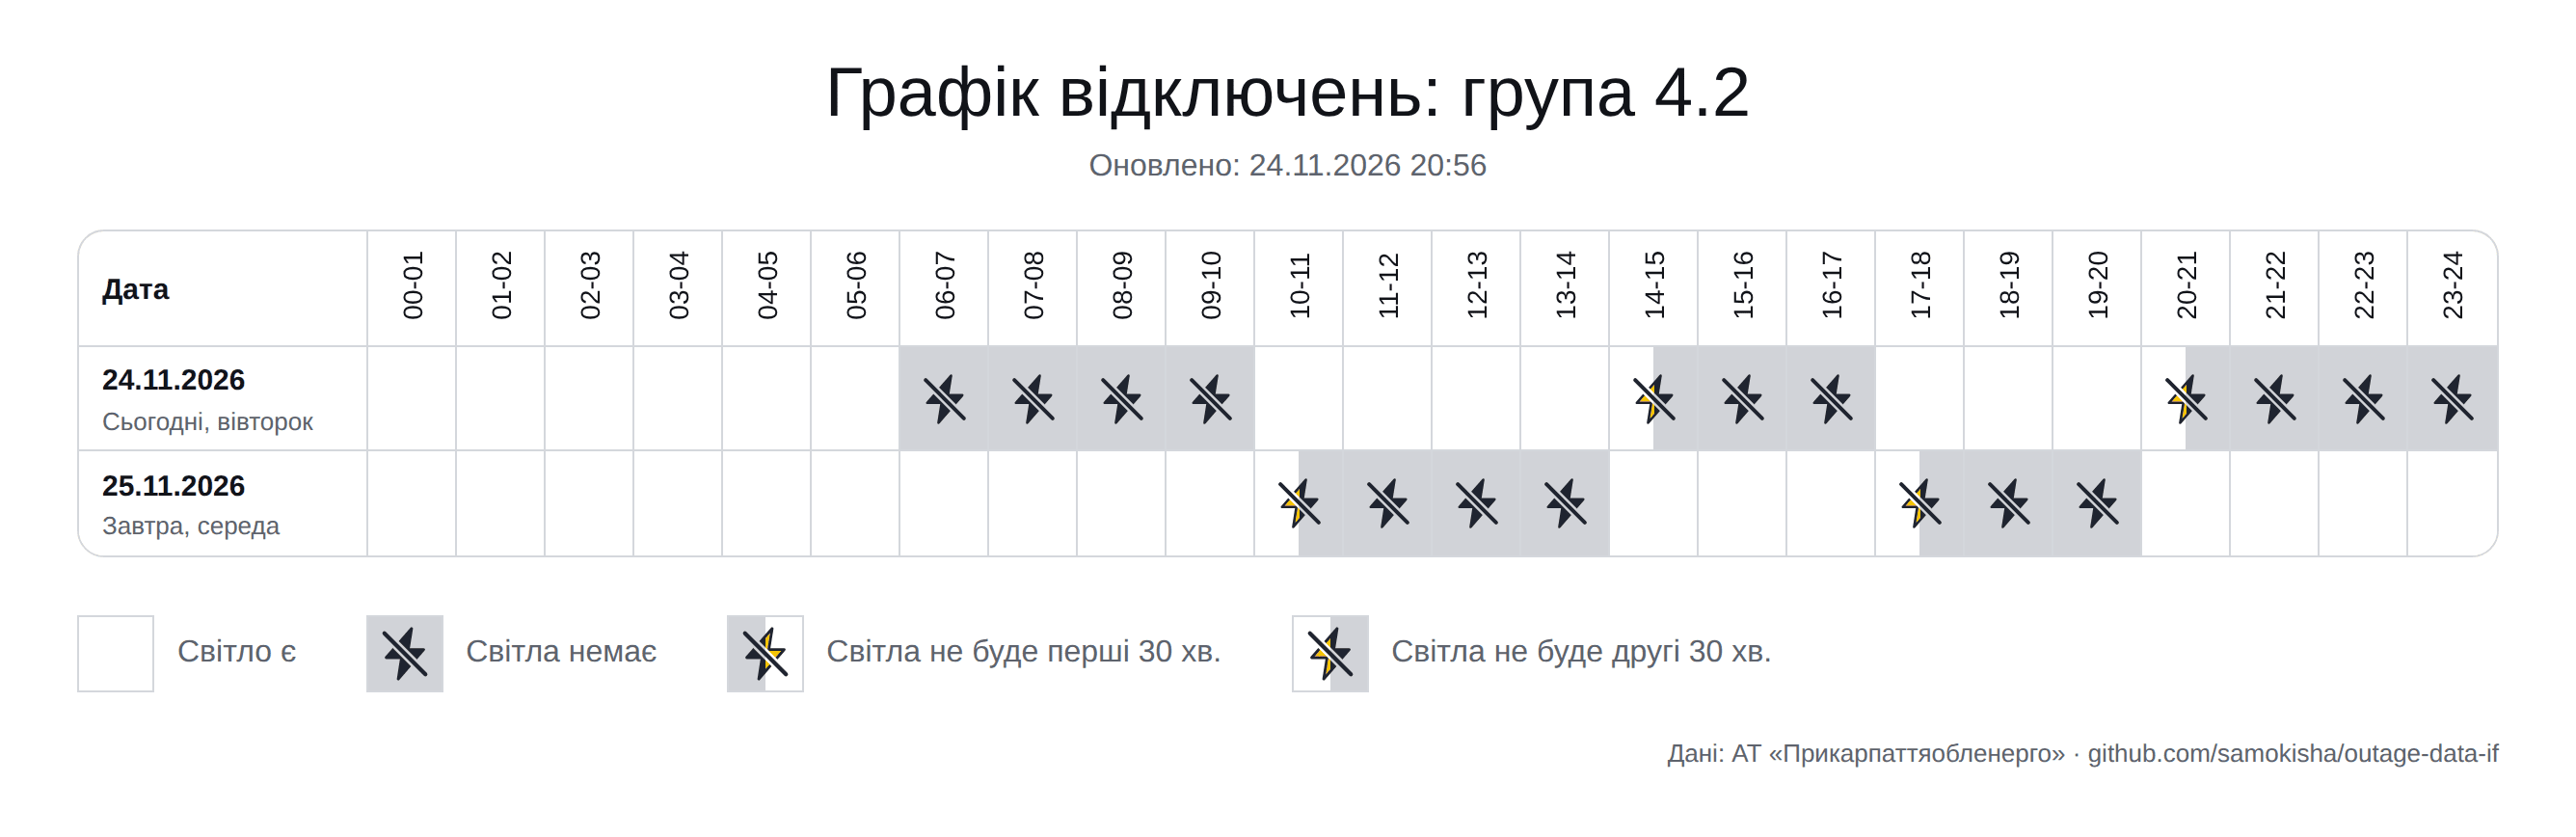 Графік відключень: група 4.2
Оновлено: 24.11.2026 20:56
Дата 00-01 01-02 02-03 03-04 04-05 05-06 06-07 07-08 08-09 09-10 10-11 11-12 12-13 13-14 14-15 15-16 16-17 17-18 18-19 19-20 20-21 21-22 22-23 23-24
24.11.2026
Сьогодні, вівторок
25.11.2026
Завтра, середа
Світло є Світла немає Світла не буде перші 30 хв. Світла не буде другі 30 хв.
Дані: АТ «Прикарпаттяобленерго» · github.com/samokisha/outage-data-if